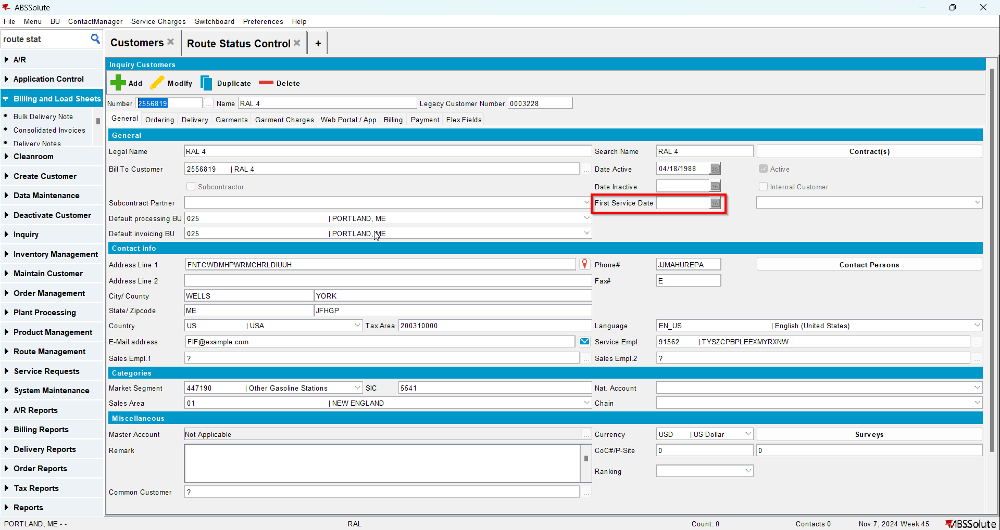 ABSSolute
File Menu BU ContactManager Service Charges Switchboard Preferences Help
route stat
Customers
Route Status Control
+
A/R
Application Control
Billing and Load Sheets
Bulk Delivery Note
Consolidated Invoices
Delivery Notes
Cleanroom
Create Customer
Data Maintenance
Deactivate Customer
Inquiry
Inventory Management
Maintain Customer
Order Management
Plant Processing
Product Management
Route Management
Service Requests
System Maintenance
A/R Reports
Billing Reports
Delivery Reports
Order Reports
Tax Reports
Reports
Inquiry Customers
Add Modify Duplicate Delete
Number 2556819 ... Name RAL 4 Legacy Customer Number 0003228
General Ordering Delivery Garments Garment Charges Web Portal / App Billing Payment FlexFields
General
Legal Name RAL 4 Search Name RAL 4 Contract(s)
Bill To Customer 2556819 | RAL 4 ... Date Active 04/18/1988 16 Active
Subcontractor Date Inactive 16 Internal Customer
Subcontract Partner First Service Date 16
Default processing BU 025 | PORTLAND, ME
Default invoicing BU 025 | PORTLAND, ME
Contact info
Address Line 1 FNTCWDMHPWRMCHRLDIUUH Phone# JJMAHUREPA Contact Persons
Address Line 2 Fax# E
City/ County WELLS YORK
State/ Zipcode ME JFHGP
Country US | USA Tax Area 200310000 Language EN_US | English (United States)
E-Mail address FIF@example.com Service Empl. 91562 | TYSZCPBPLEEXMYRXNW ...
Sales Empl.1 ? ... Sales Empl.2 ? ...
Categories
Market Segment 447190 | Other Gasoline Stations SIC 5541 Nat. Account
Sales Area 01 | NEW ENGLAND Chain
Miscellaneous
Master Account Not Applicable ... Currency USD | US Dollar Surveys
Remark CoC#/P-Site 0 0
Ranking
Common Customer ? ...
PORTLAND, ME - - RAL Count: 0 Contacts 0 Nov 7, 2024 Week 45 ABSSolute